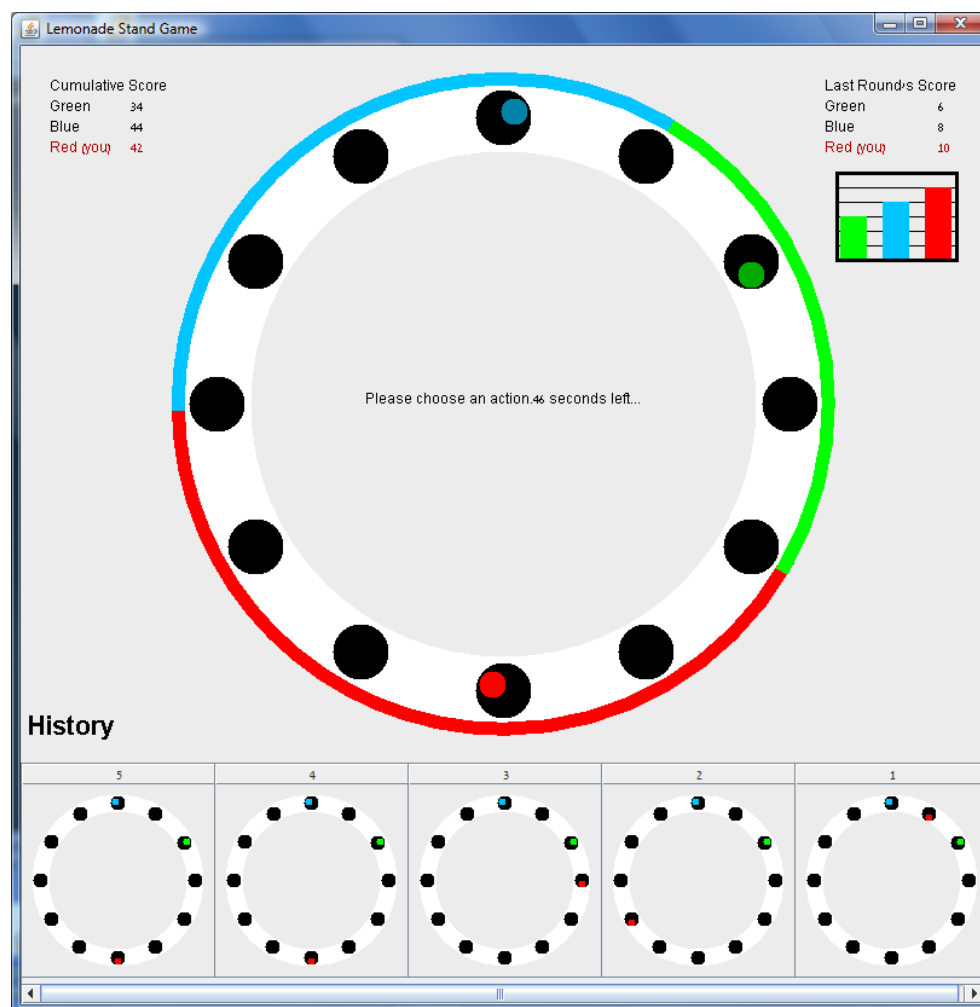 Lemonade Stand Game
Cumulative Score
Green 34
Blue 44
Red (you) 42
Last Round's Score
Green 6
Blue 8
Red (you) 10
Please choose an action.46 seconds left...
History
5 4 3 2 1